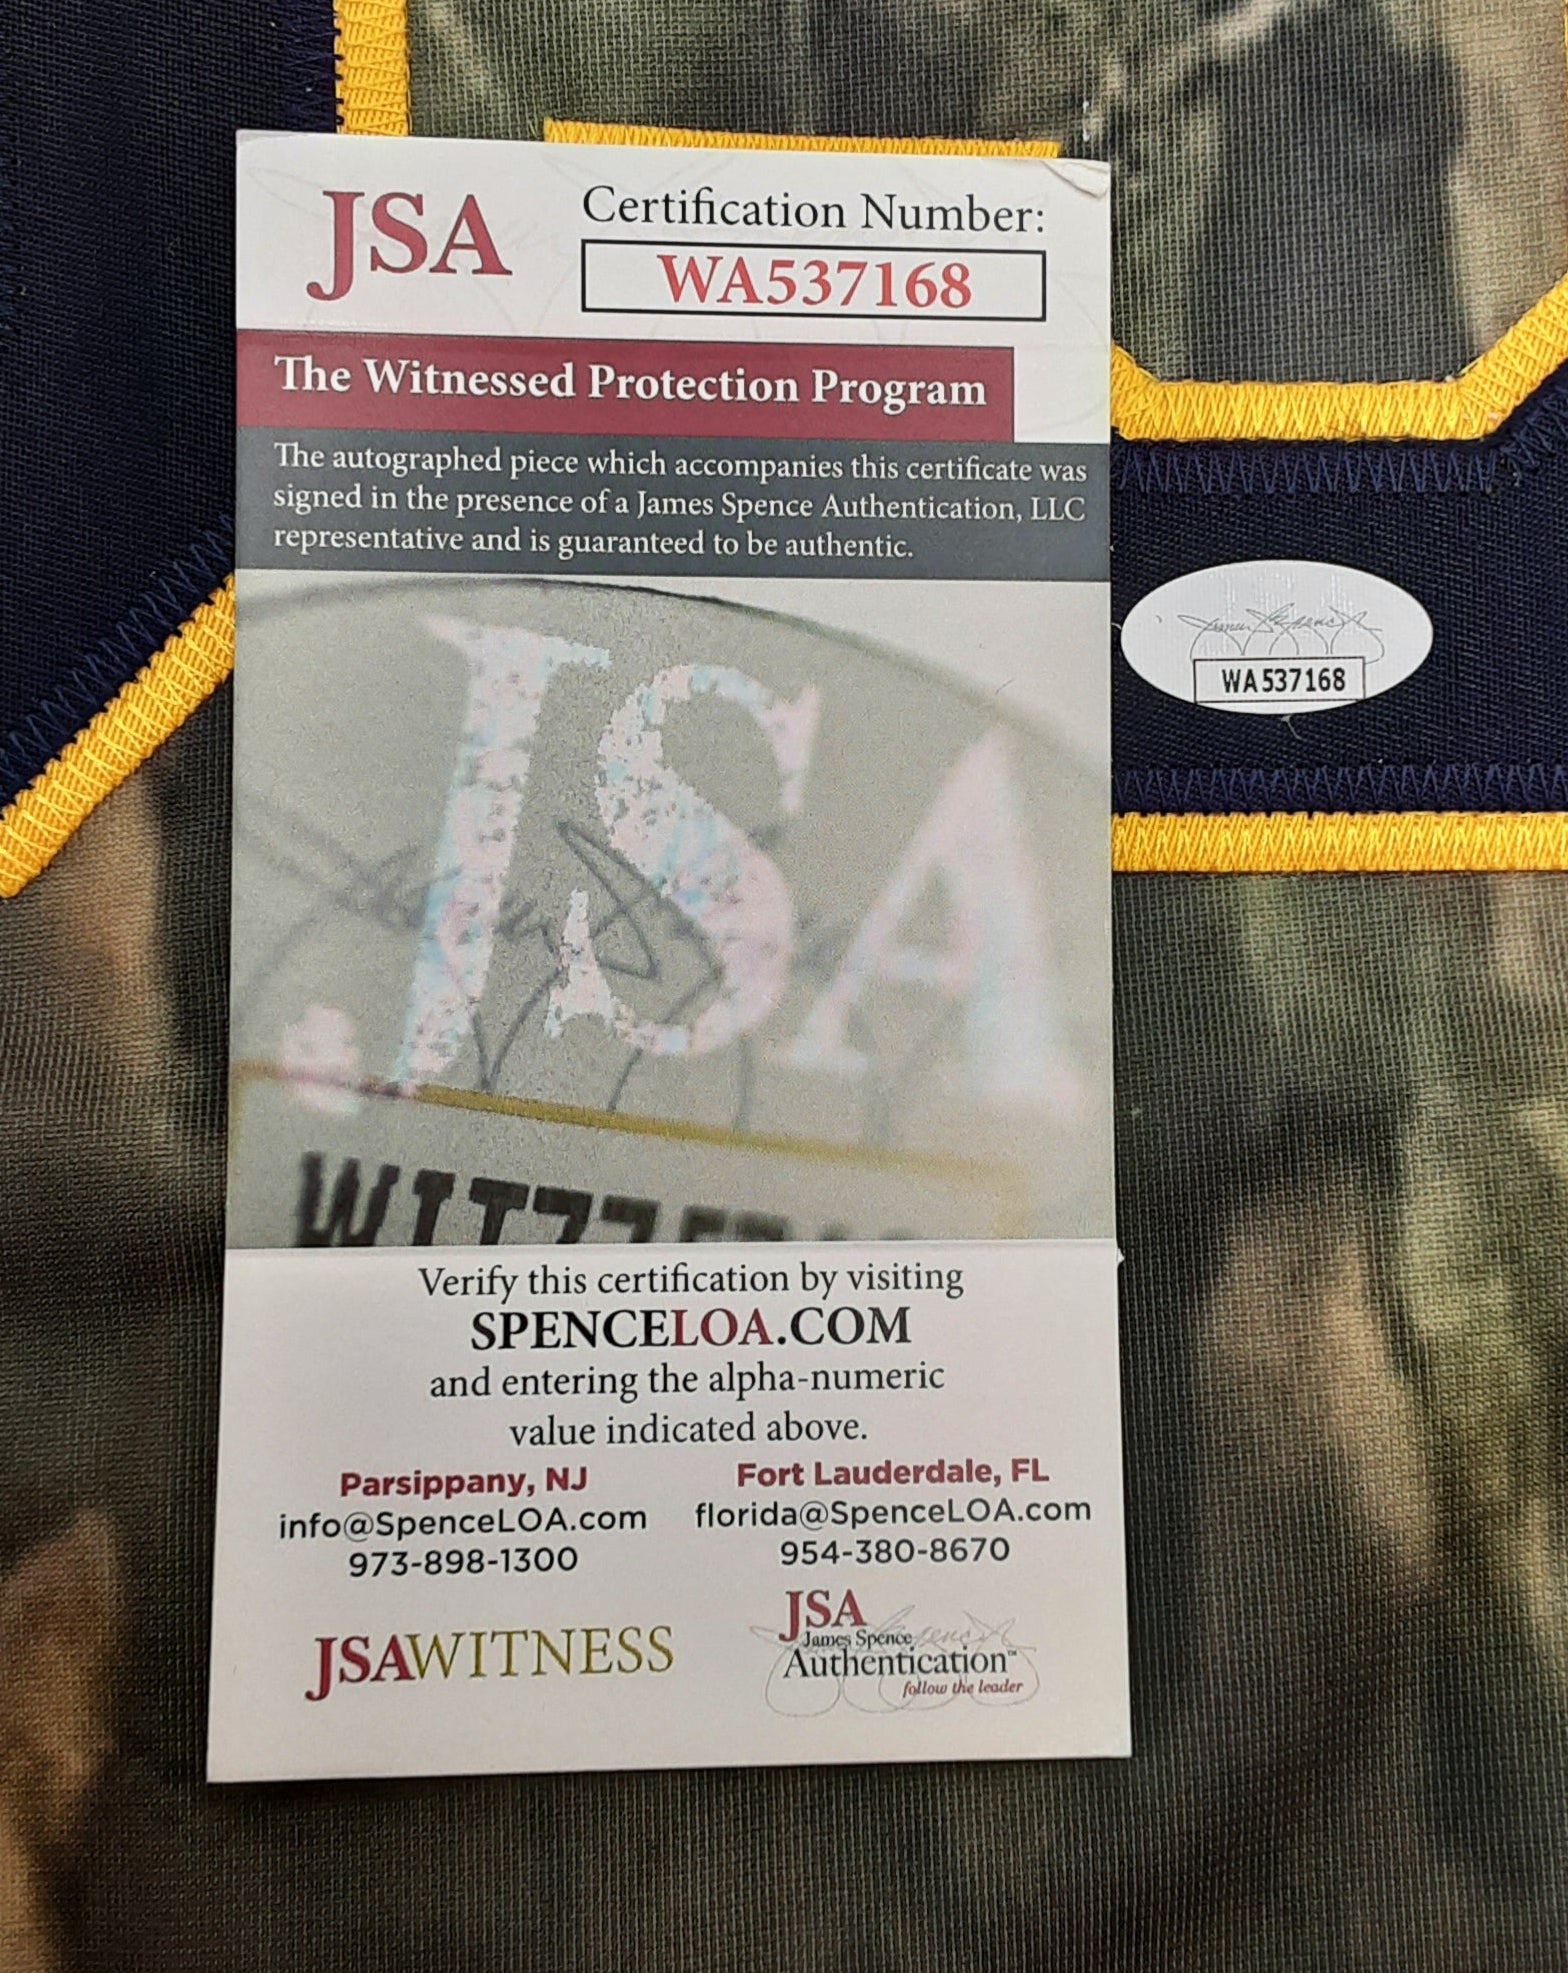 JSA
Certification Number:
WA537168
The Witnessed Protection Program
The autographed piece which accompanies this certificate was
signed in the presence of a James Spence Authentication, LLC
representative and is guaranteed to be authentic.
WA537168
JSA
Verify this certification by visiting
SPENCELOA.COM
and entering the alpha-numeric
value indicated above.
Parsippany, NJ
info@SpenceLOA.com
973-898-1300
Fort Lauderdale, FL
florida@SpenceLOA.com
954-380-8670
JSAWITNESS
JSA
James Spence
Authentication™
follow the leader